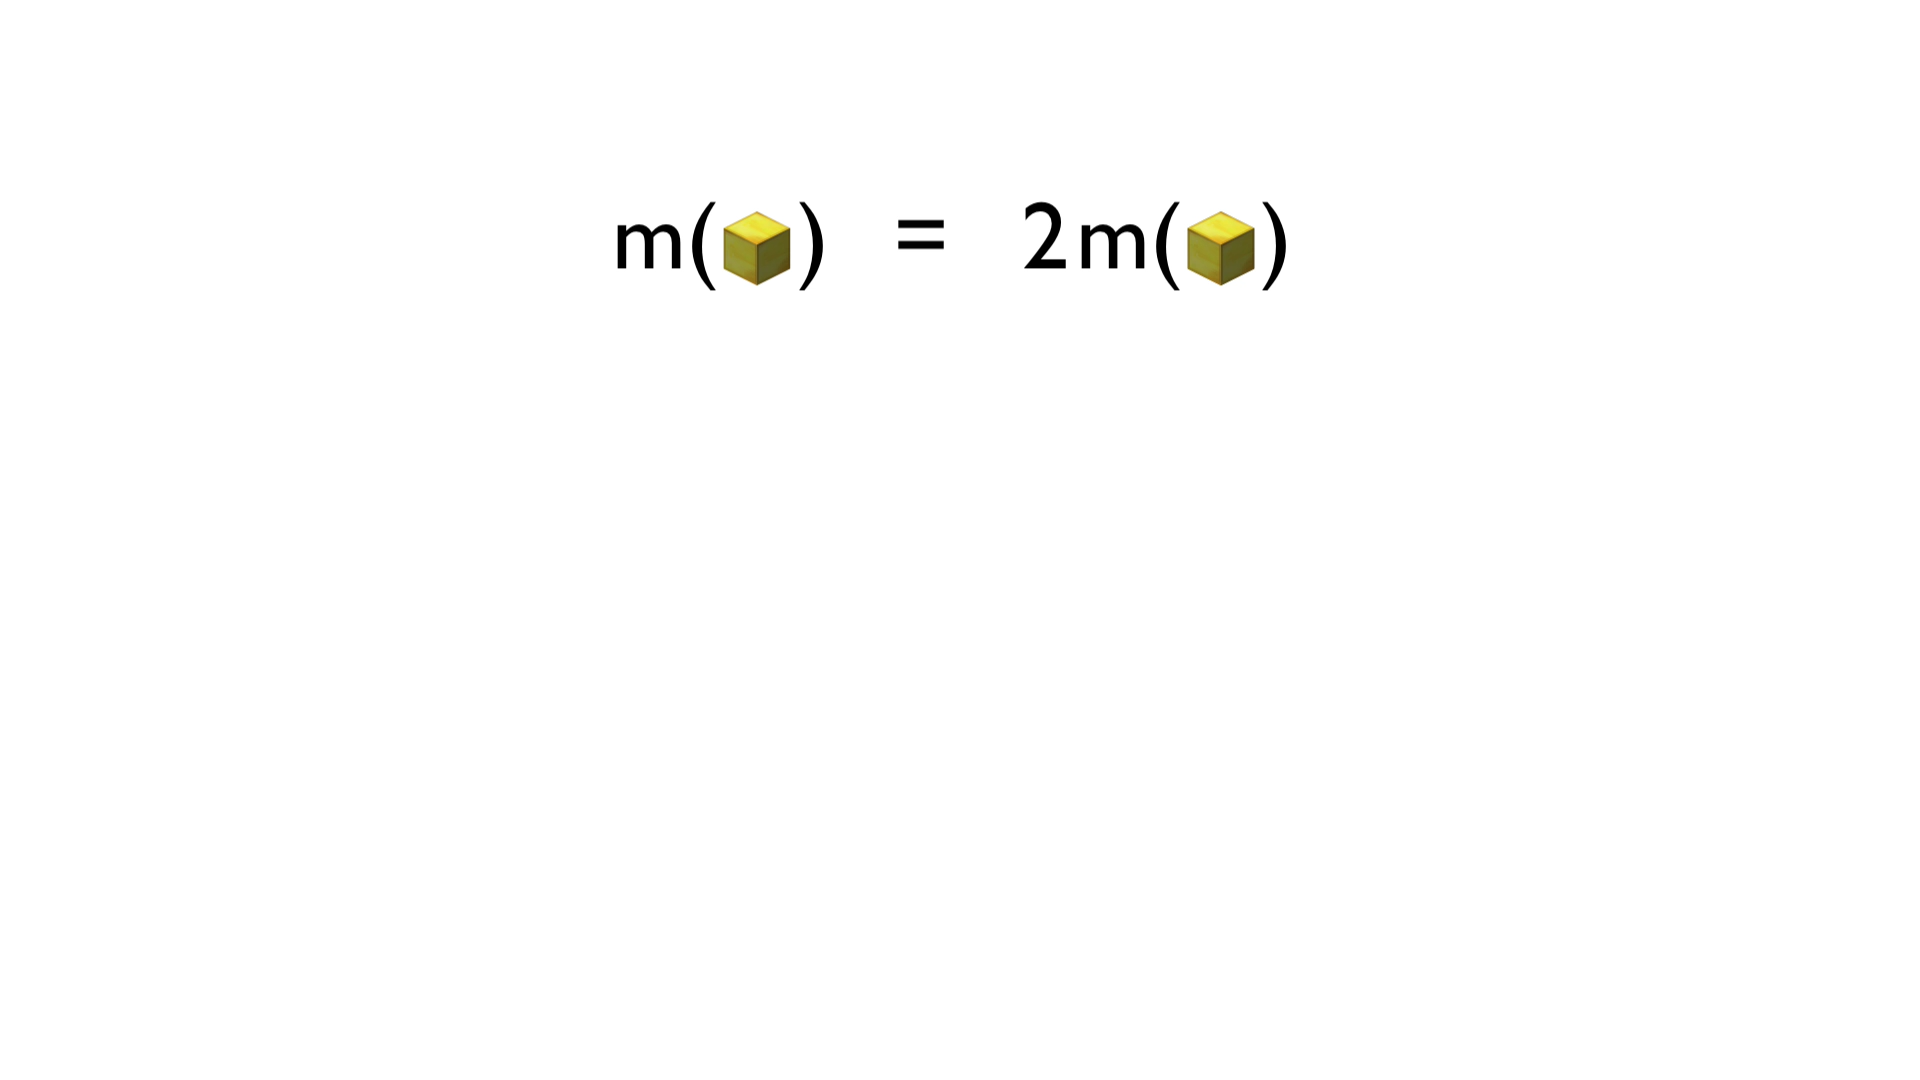 m( ) = 2m( )